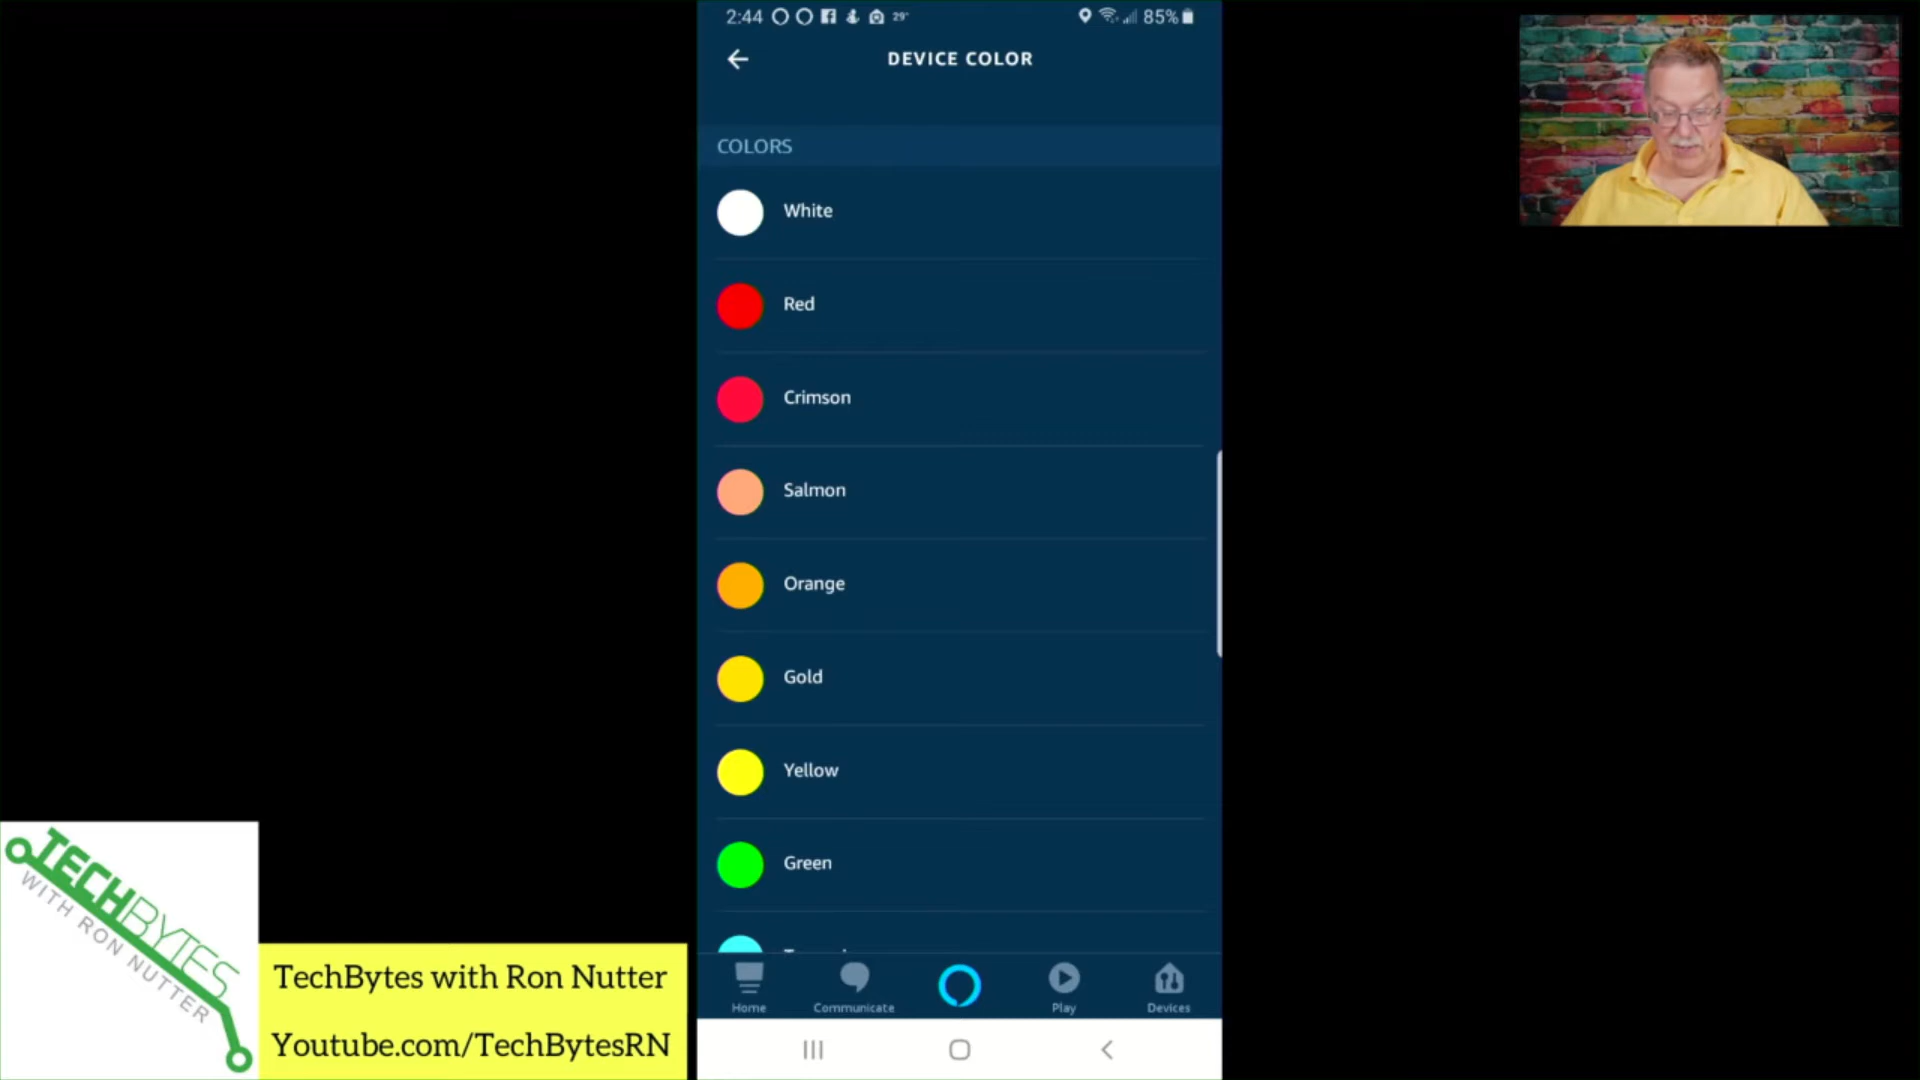 2:44 29° 85%
DEVICE COLOR
COLORS
White
Red
Crimson
Salmon
Orange
Gold
Yellow
Green
Home Communicate Play Devices
TECHBYTES
WITH RON NUTTER
TechBytes with Ron Nutter
Youtube.com/TechBytesRN